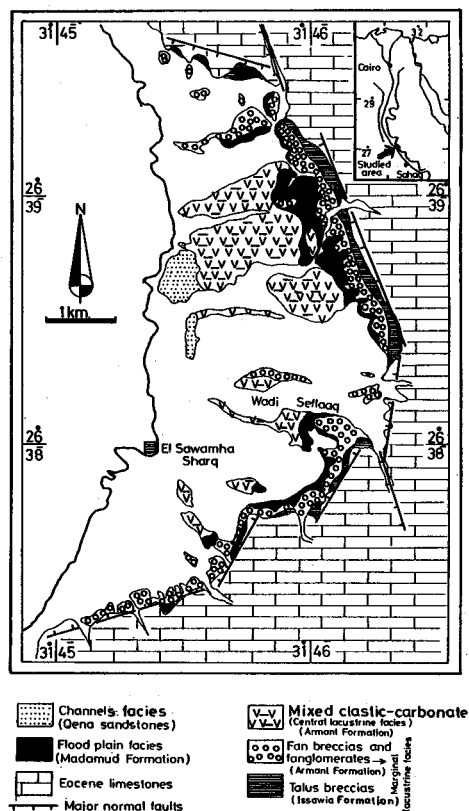 31°45̄
31°46̄
32
Cairo
29
27
Studied
area
Sohag
26°
39
26°
39
N
1km.
Wadi Seflaaq
26°
38
26°
38
El Sawamha
Sharq
31°45̄
31°46̄
Channels facies
(Qena sandstones)
Flood plain facies
(Madamud Formation)
Eocene limestones
Major normal faults
Mixed clastic-carbonate
(Central lacustrine facies)
(Armant Formation)
Fan breccias and
fanglomerates →
(Armant Formation)
Talus breccias
(Issawia Formation)
Marginal
lacustrine facies